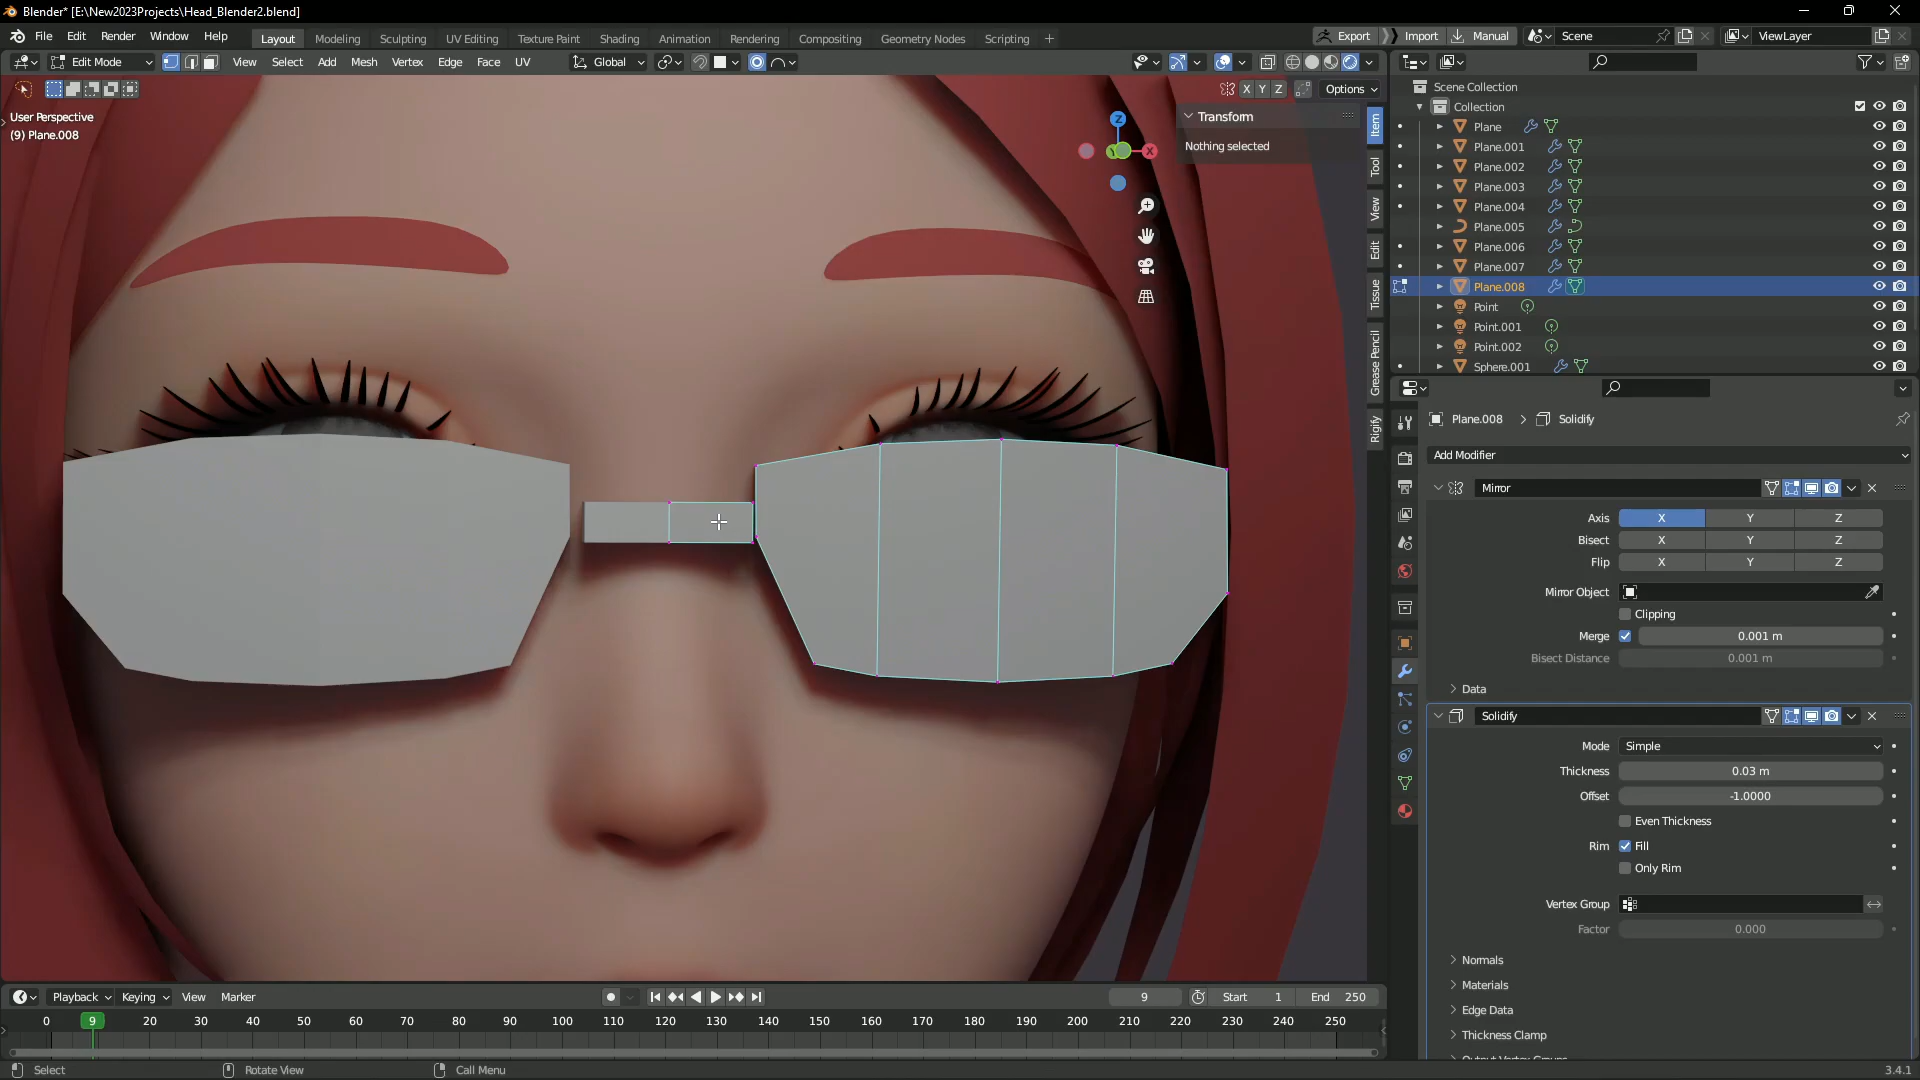 Blender* [E:\New2023Projects\Head_Blender2.blend]
File Edit Render Window Help Layout Modeling Sculpting UV Editing Texture Paint Shading Animation Rendering Compositing Geometry Nodes Scripting + Export Import Manual Scene ViewLayer
Edit Mode View Select Add Mesh Vertex Edge Face UV Global
X Y Z Options
User Perspective
(9) Plane.008
Transform
Nothing selected
Z
Y
X
Item
Tool
View
Edit
Tissue
Grease Pencil
Rigify
Scene Collection
Collection
Plane
Plane.001
Plane.002
Plane.003
Plane.004
Plane.005
Plane.006
Plane.007
Plane.008
Point
Point.001
Point.002
Sphere.001
Plane.008 > Solidify
Add Modifier
Mirror
Axis X Y Z
Bisect X Y Z
Flip X Y Z
Mirror Object
Clipping
Merge 0.001 m
Bisect Distance 0.001 m
Data
Solidify
Mode Simple
Thickness 0.03 m
Offset -1.0000
Even Thickness
Rim Fill
Only Rim
Vertex Group
Factor 0.000
Normals
Materials
Edge Data
Thickness Clamp
Output Vertex Groups
Playback Keying View Marker 9 Start 1 End 250
0 9 20 30 40 50 60 70 80 90 100 110 120 130 140 150 160 170 180 190 200 210 220 230 240 250
Select Rotate View Call Menu 3.4.1